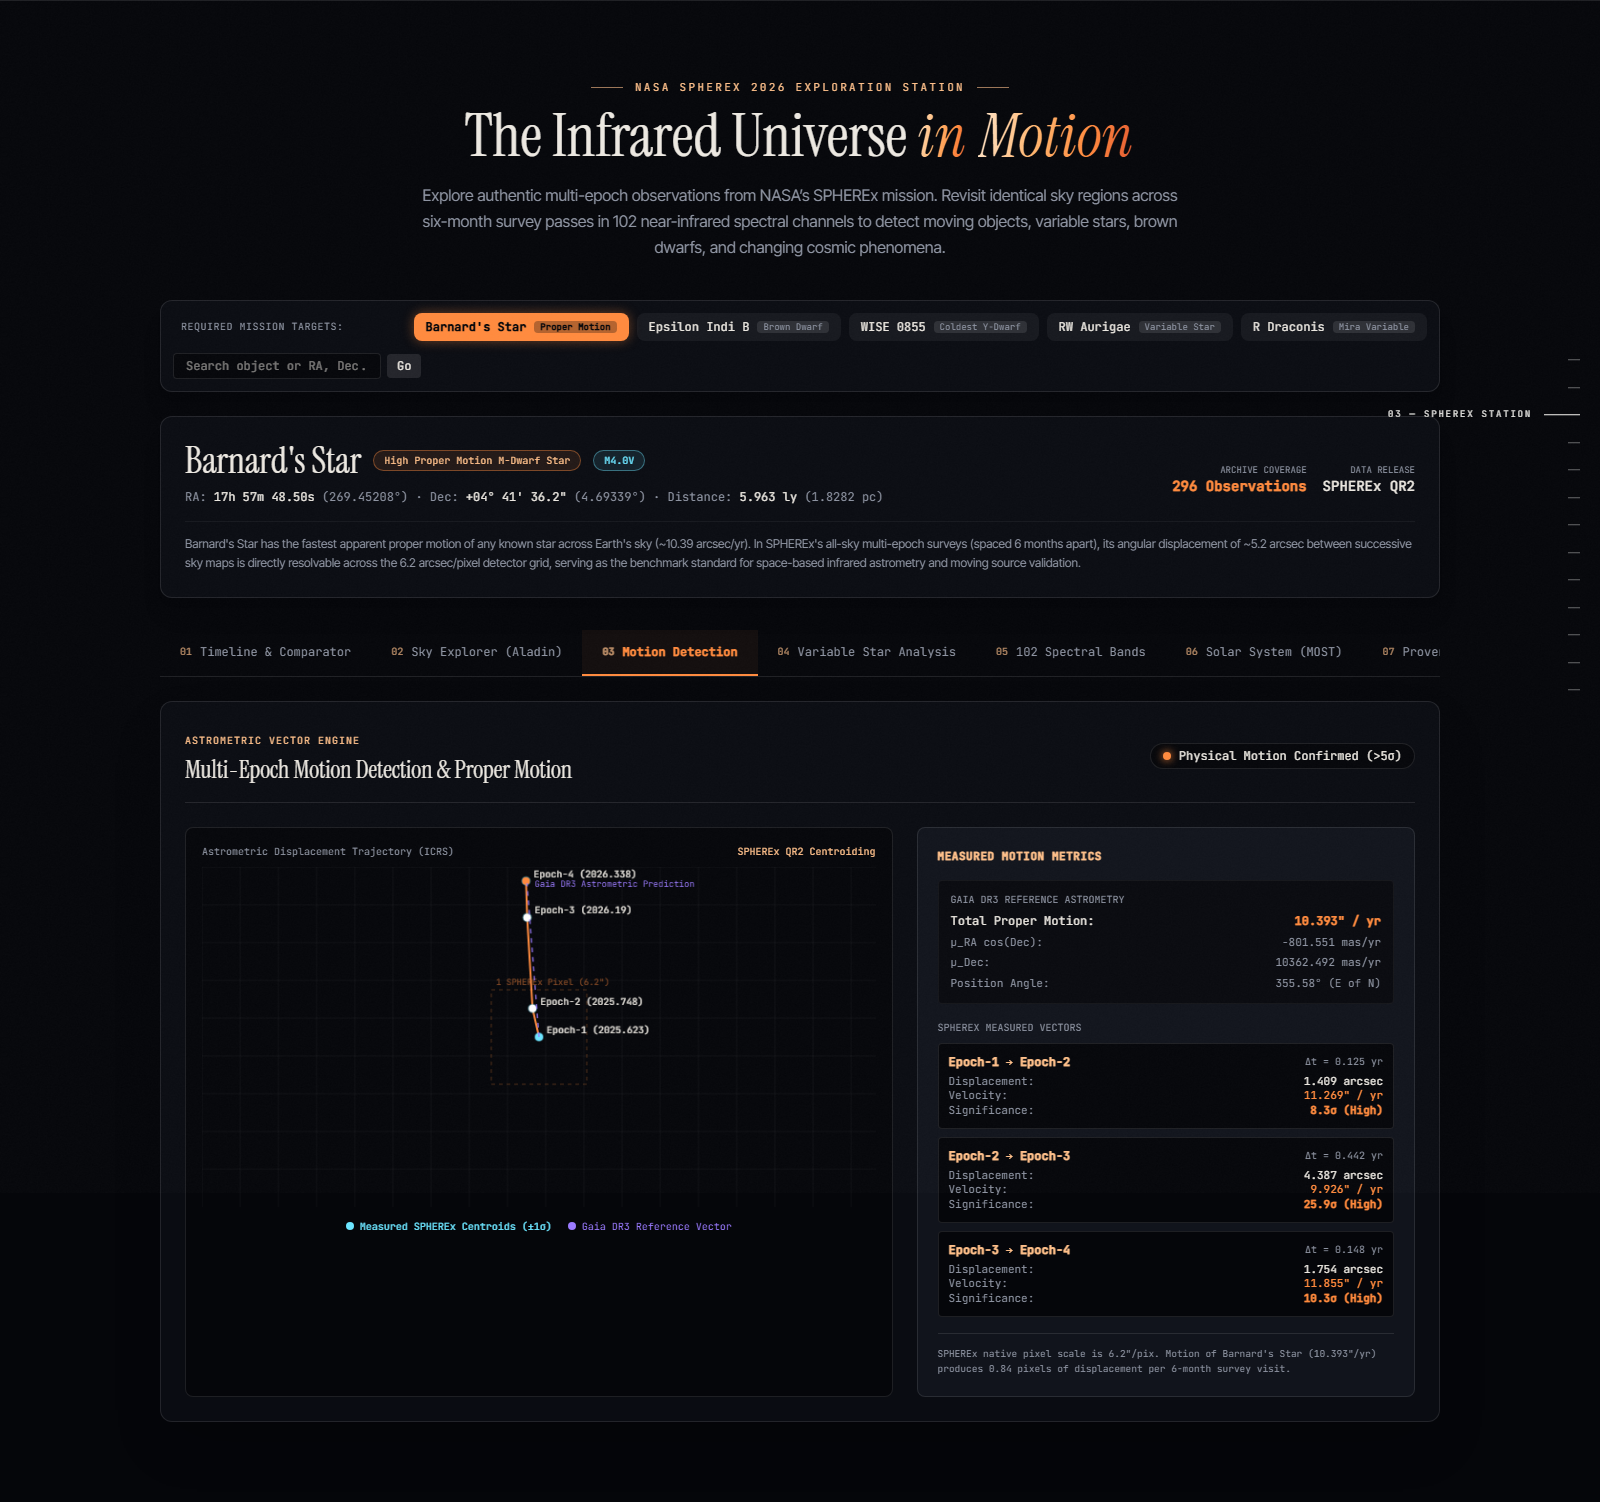 NASA SPHEREX 2026 EXPLORATION STATION
The Infrared Universe in Motion
Explore authentic multi-epoch observations from NASA's SPHEREx mission. Revisit identical sky regions across
six-month survey passes in 102 near-infrared spectral channels to detect moving objects, variable stars, brown
dwarfs, and changing cosmic phenomena.
REQUIRED MISSION TARGETS:
Barnard's Star Proper Motion
Epsilon Indi B Brown Dwarf
WISE 0855 Coldest Y-Dwarf
RW Aurigae Variable Star
R Draconis Mira Variable
Search object or RA, Dec. Go
03 — SPHEREX STATION
Barnard's Star High Proper Motion M-Dwarf Star M4.0V
RA: 17h 57m 48.50s (269.45208°) · Dec: +04° 41' 36.2" (4.69339°) · Distance: 5.963 ly (1.8282 pc)
ARCHIVE COVERAGE
296 Observations
DATA RELEASE
SPHEREx QR2
Barnard's Star has the fastest apparent proper motion of any known star across Earth's sky (~10.39 arcsec/yr). In SPHEREx's all-sky multi-epoch surveys (spaced 6 months apart), its angular displacement of ~5.2 arcsec between successive
sky maps is directly resolvable across the 6.2 arcsec/pixel detector grid, serving as the benchmark standard for space-based infrared astrometry and moving source validation.
01 Timeline & Comparator
02 Sky Explorer (Aladin)
03 Motion Detection
04 Variable Star Analysis
05 102 Spectral Bands
06 Solar System (MOST)
07 Prove
ASTROMETRIC VECTOR ENGINE
Multi-Epoch Motion Detection & Proper Motion
Physical Motion Confirmed (>5σ)
Astrometric Displacement Trajectory (ICRS)
SPHEREx QR2 Centroiding
Epoch-4 (2026.338)
Gaia DR3 Astrometric Prediction
Epoch-3 (2026.19)
1 SPHEREx Pixel (6.2")
Epoch-2 (2025.748)
Epoch-1 (2025.623)
Measured SPHEREx Centroids (±1σ)
Gaia DR3 Reference Vector
MEASURED MOTION METRICS
GAIA DR3 REFERENCE ASTROMETRY
Total Proper Motion: 10.393" / yr
μ_RA cos(Dec): -801.551 mas/yr
μ_Dec: 10362.492 mas/yr
Position Angle: 355.58° (E of N)
SPHEREX MEASURED VECTORS
Epoch-1 → Epoch-2 Δt = 0.125 yr
Displacement: 1.409 arcsec
Velocity: 11.269" / yr
Significance: 8.3σ (High)
Epoch-2 → Epoch-3 Δt = 0.442 yr
Displacement: 4.387 arcsec
Velocity: 9.926" / yr
Significance: 25.9σ (High)
Epoch-3 → Epoch-4 Δt = 0.148 yr
Displacement: 1.754 arcsec
Velocity: 11.855" / yr
Significance: 10.3σ (High)
SPHEREx native pixel scale is 6.2"/pix. Motion of Barnard's Star (10.393"/yr)
produces 0.84 pixels of displacement per 6-month survey visit.